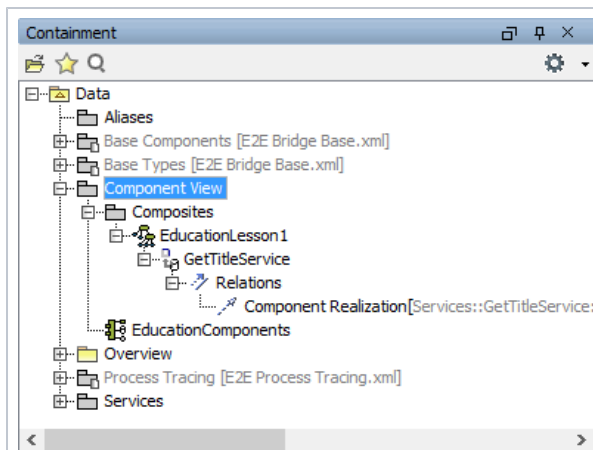 Containment
Data
Aliases
Base Components [E2E Bridge Base.xml]
Base Types [E2E Bridge Base.xml]
Component View
Composites
EducationLesson1
GetTitleService
Relations
Component Realization[Services::GetTitleService:
EducationComponents
Overview
Process Tracing [E2E Process Tracing.xml]
Services